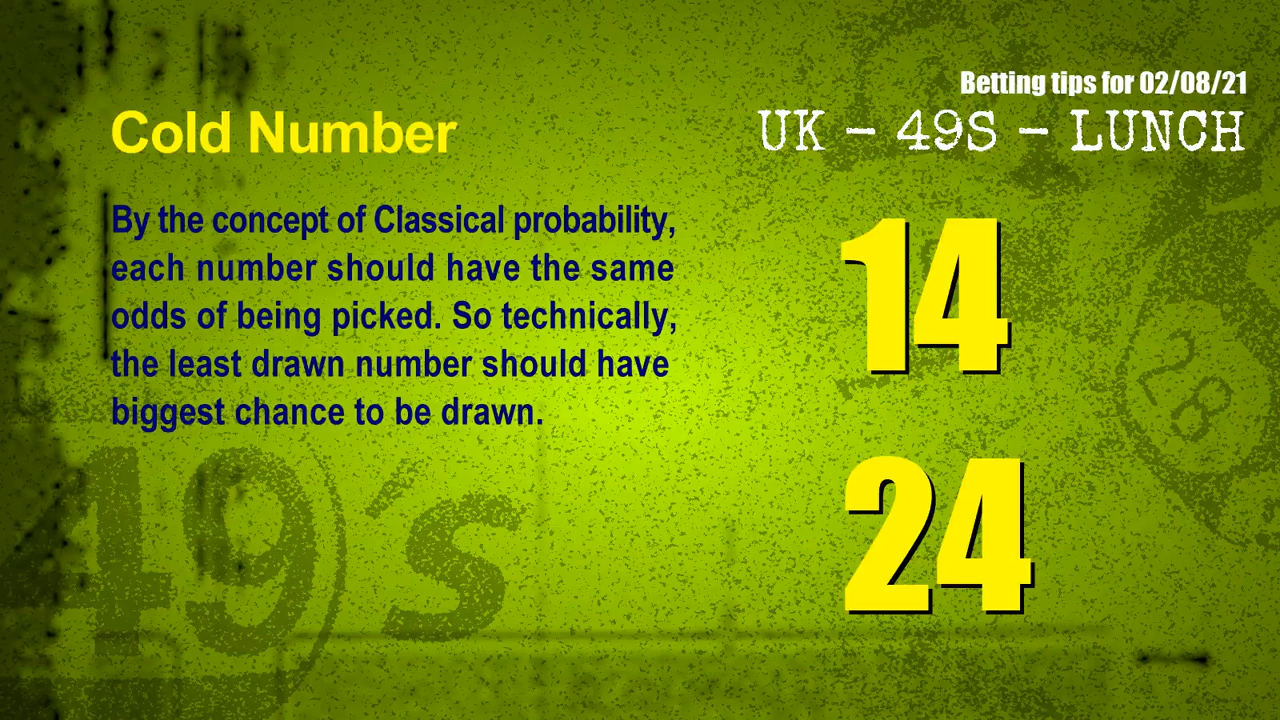 Betting tips for 02/08/21
UK - 49S - LUNCH
Cold Number
By the concept of Classical probability,
each number should have the same
odds of being picked. So technically,
the least drawn number should have
biggest chance to be drawn.
14
24
28
49's